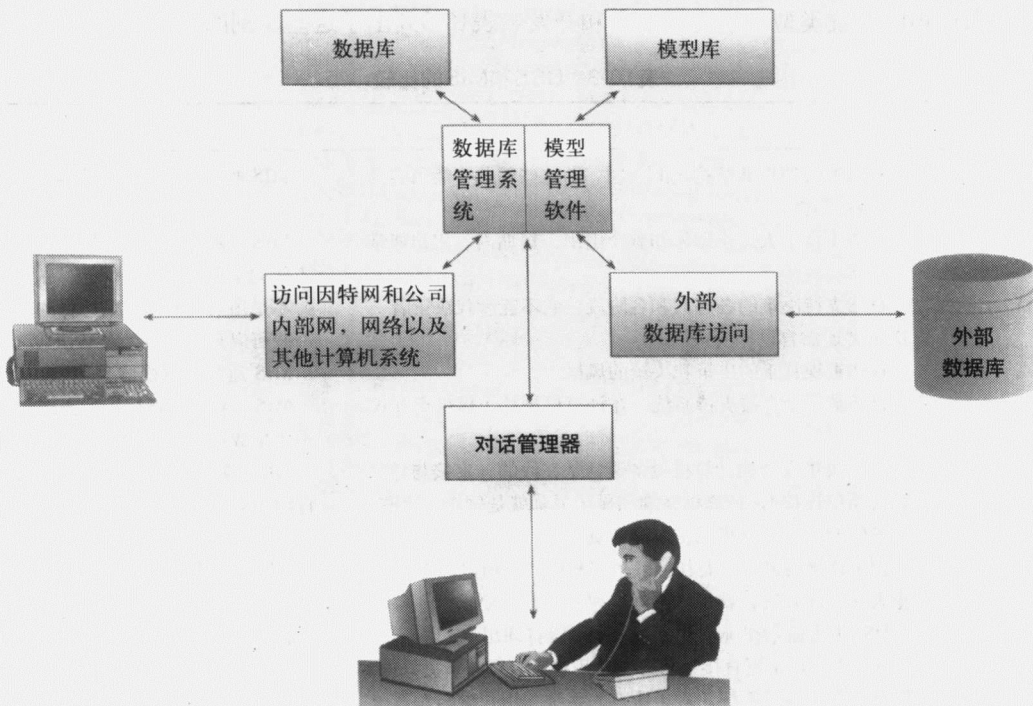 数据库
模型库
数据库
管理系
统
模型
管理
软件
访问因特网和公司
内部网，网络以及
其他计算机系统
外部
数据库访问
外部
数据库
对话管理器